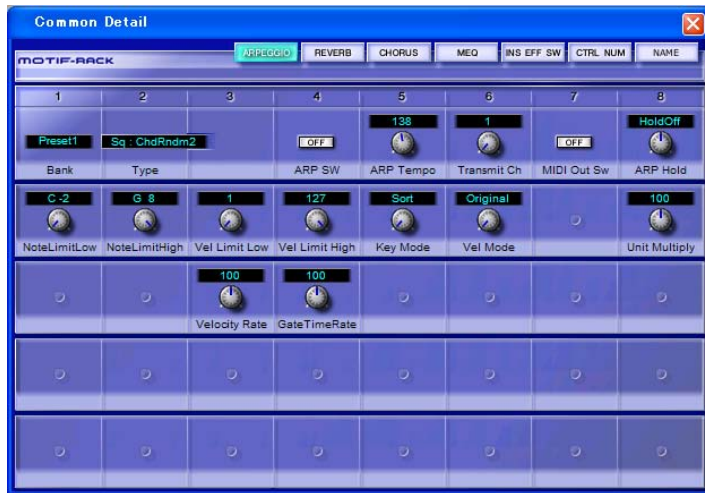 Common Detail
MOTIF-RACK
ARPEGGIO REVERB CHORUS MEQ INS EFF SW CTRL NUM NAME
1 2 3 4 5 6 7 8
138 1 HoldOff
Preset1 Sq : ChdRndm2 OFF OFF
Bank Type ARP SW ARP Tempo Transmit Ch MIDI Out Sw ARP Hold
C -2 G 8 1 127 Sort Original 100
NoteLimitLow NoteLimitHigh Vel Limit Low Vel Limit High Key Mode Vel Mode Unit Multiply
100 100
Velocity Rate GateTimeRate